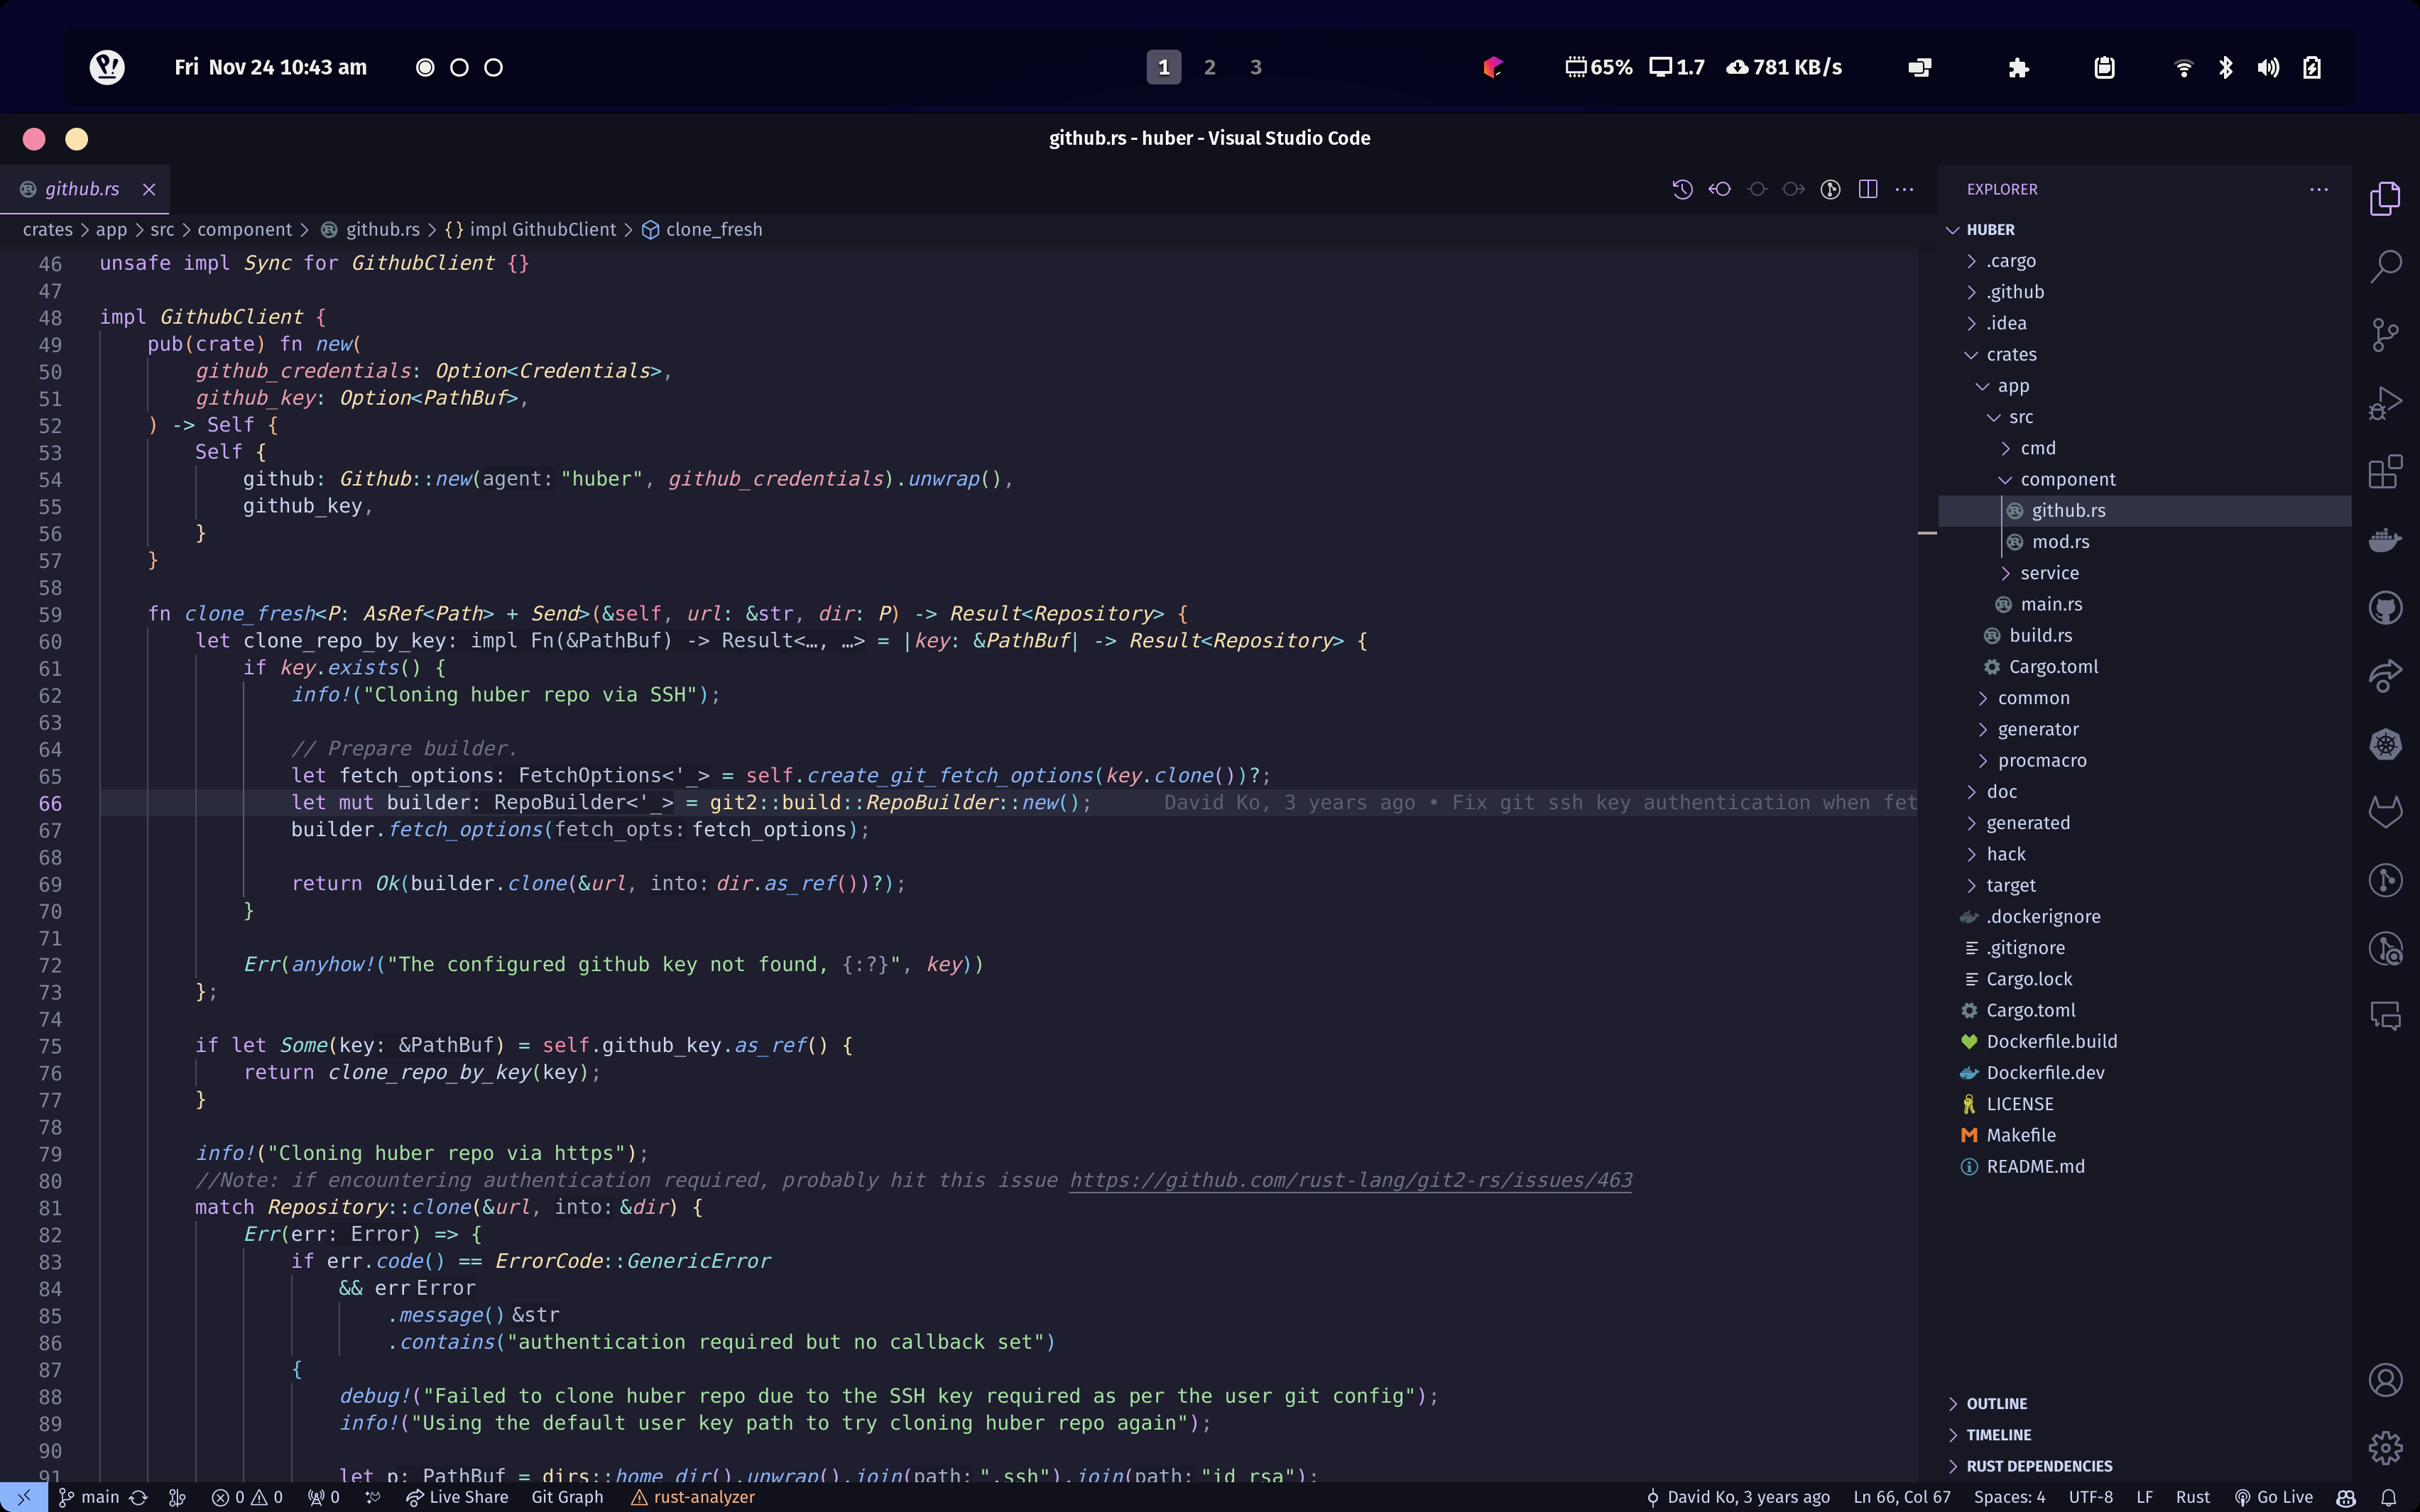 Fri Nov 24 10:43 am
1 2 3
65% 1.7 781 KB/s
github.rs - huber - Visual Studio Code
github.rs
crates > app > src > component > github.rs > {} impl GithubClient > clone_fresh
46 unsafe impl Sync for GithubClient {}
47
48 impl GithubClient {
49 pub(crate) fn new(
50 github_credentials: Option<Credentials>,
51 github_key: Option<PathBuf>,
52 ) -> Self {
53 Self {
54 github: Github::new(agent: "huber", github_credentials).unwrap(),
55 github_key,
56 }
57 }
58
59 fn clone_fresh<P: AsRef<Path> + Send>(&self, url: &str, dir: P) -> Result<Repository> {
60 let clone_repo_by_key: impl Fn(&PathBuf) -> Result<…, …> = |key: &PathBuf| -> Result<Repository> {
61 if key.exists() {
62 info!("Cloning huber repo via SSH");
63
64 // Prepare builder.
65 let fetch_options: FetchOptions<'_> = self.create_git_fetch_options(key.clone())?;
66 let mut builder: RepoBuilder<'_> = git2::build::RepoBuilder::new(); David Ko, 3 years ago • Fix git ssh key authentication when fet
67 builder.fetch_options(fetch_opts: fetch_options);
68
69 return Ok(builder.clone(&url, into: dir.as_ref())?);
70 }
71
72 Err(anyhow!("The configured github key not found, {:?}", key))
73 };
74
75 if let Some(key: &PathBuf) = self.github_key.as_ref() {
76 return clone_repo_by_key(key);
77 }
78
79 info!("Cloning huber repo via https");
80 //Note: if encountering authentication required, probably hit this issue https://github.com/rust-lang/git2-rs/issues/463
81 match Repository::clone(&url, into: &dir) {
82 Err(err: Error) => {
83 if err.code() == ErrorCode::GenericError
84 && err Error
85 .message() &str
86 .contains("authentication required but no callback set")
87 {
88 debug!("Failed to clone huber repo due to the SSH key required as per the user git config");
89 info!("Using the default user key path to try cloning huber repo again");
90
91 let p: PathBuf = dirs::home_dir().unwrap().join(path: ".ssh").join(path: "id_rsa");
EXPLORER
HUBER
.cargo
.github
.idea
crates
app
src
cmd
component
github.rs
mod.rs
service
main.rs
build.rs
Cargo.toml
common
generator
procmacro
doc
generated
hack
target
.dockerignore
.gitignore
Cargo.lock
Cargo.toml
Dockerfile.build
Dockerfile.dev
LICENSE
Makefile
README.md
OUTLINE
TIMELINE
RUST DEPENDENCIES
main 0 0 0 Live Share Git Graph rust-analyzer David Ko, 3 years ago Ln 66, Col 67 Spaces: 4 UTF-8 LF Rust Go Live